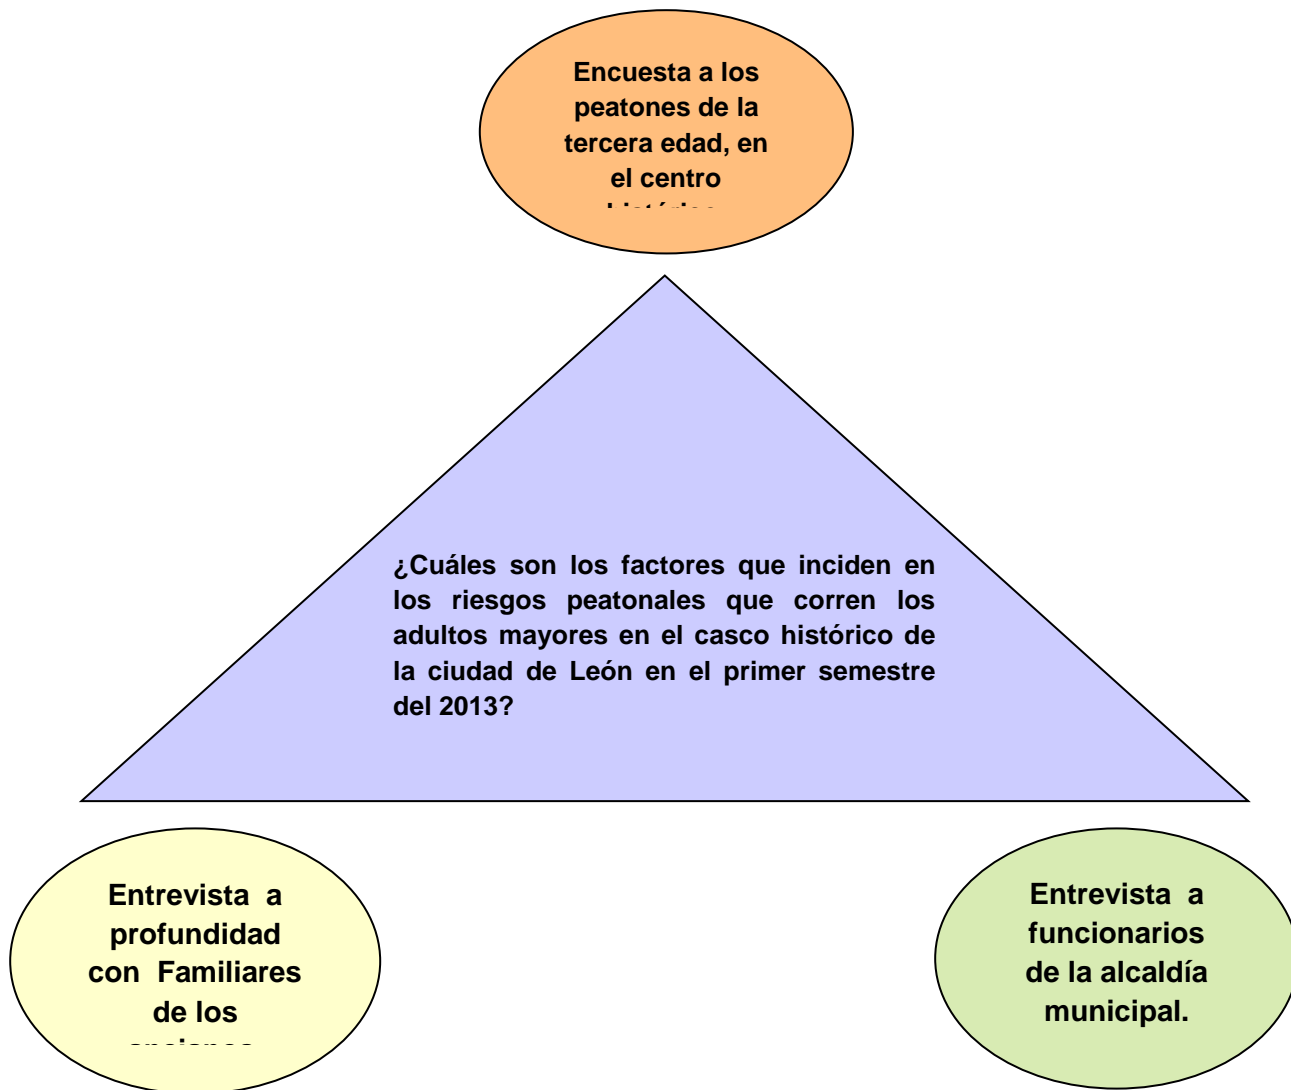 Encuesta a los
peatones de la
tercera edad, en
el centro
¿Cuáles son los factores que inciden en
los riesgos peatonales que corren los
adultos mayores en el casco histórico de
la ciudad de León en el primer semestre
del 2013?
Entrevista a
profundidad
con Familiares
de los
Entrevista a
funcionarios
de la alcaldía
municipal.